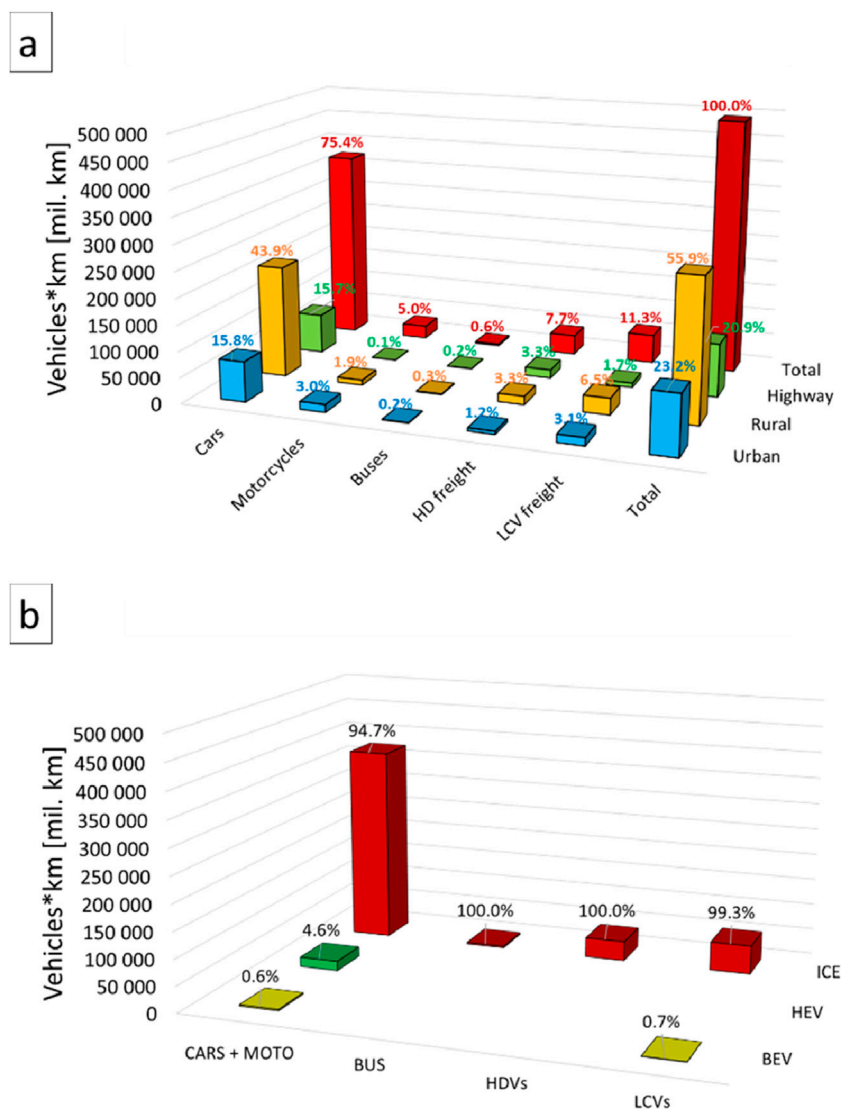 a
Vehicles*km [mil. km]
500 000
450 000
400 000
350 000
300 000
250 000
200 000
150 000
100 000
50 000
0
75.4%
5.0%
0.6%
7.7%
11.3%
100.0%
15.7%
0.1%
0.2%
3.3%
1.7%
20.9%
43.9%
1.9%
0.3%
3.3%
6.5%
55.9%
15.8%
3.0%
0.2%
1.2%
3.1%
23.2%
Total
Highway
Rural
Urban
Cars
Motorcycles
Buses
HD freight
LCV freight
Total
b
Vehicles*km [mil. km]
500 000
450 000
400 000
350 000
300 000
250 000
200 000
150 000
100 000
50 000
0
94.7%
100.0%
100.0%
99.3%
4.6%
0.6%
0.7%
ICE
HEV
BEV
CARS + MOTO
BUS
HDVs
LCVs